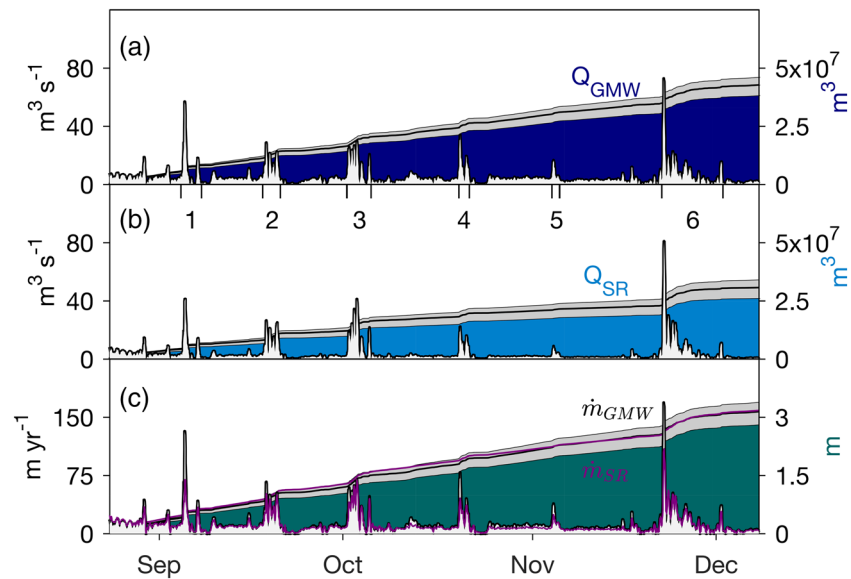 (a)
m³ s⁻¹
80
40
0
Q_GMW
5x10⁷
2.5
0
m³
1 2 3 4 5 6
(b)
m³ s⁻¹
80
40
0
Q_SR
5x10⁷
2.5
0
m³
(c)
m yr⁻¹
150
75
0
ṁ_GMW
ṁ_SR
3
1.5
0
m
Sep Oct Nov Dec